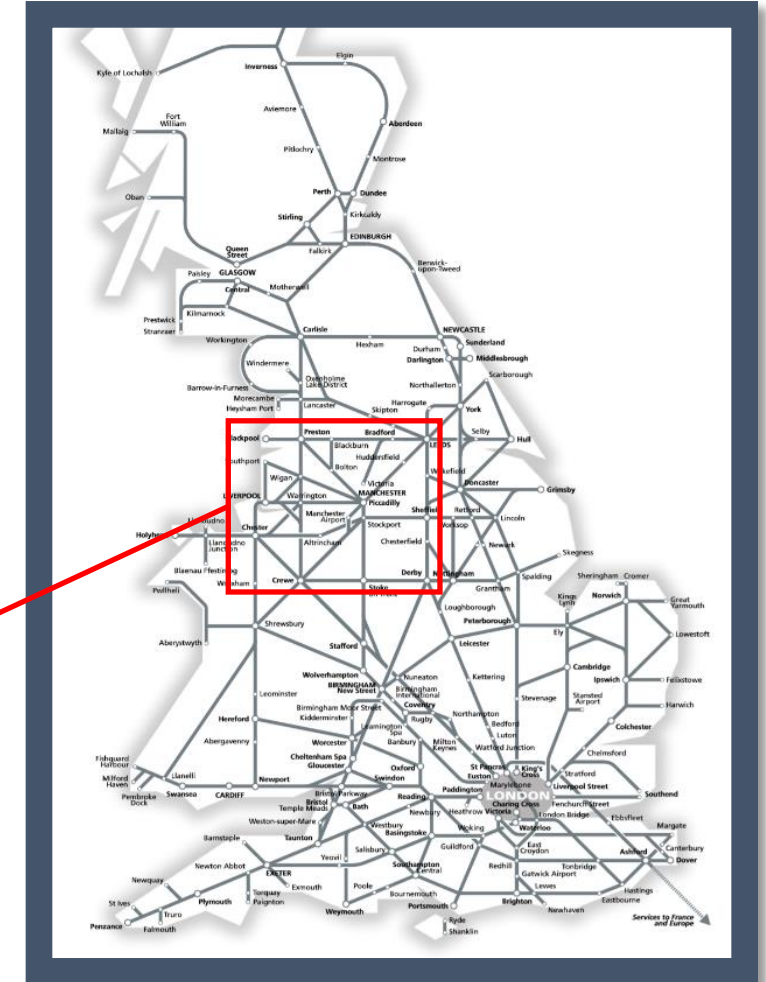 Kyle of Lochalsh
Inverness
Elgin
Aviemore
Fort
William
Mallaig
Aberdeen
Pitlochry
Montrose
Perth
Dundee
Oban
Stirling
Kirkcaldy
Queen
Street
Falkirk
EDINBURGH
Berwick-
upon-Tweed
Paisley
GLASGOW
Central
Motherwell
Prestwick
Stranraer
Kilmarnock
Carlisle
NEWCASTLE
Workington
Hexham
Durham
Sunderland
Darlington
Middlesbrough
Windermere
Scarborough
Oxenholme
Lake District
Northallerton
Barrow-in-Furness
Morecambe
Heysham Port
Lancaster
Harrogate
York
Skipton
Preston
Bradford
Selby
Blackburn
LEEDS
Hull
Huddersfield
Bolton
Wakefield
Wigan
Victoria
Doncaster
MANCHESTER
Piccadilly
Grimsby
Warrington
Manchester
Airport
Stockport
Sheffield
Retford
Lincoln
Worksop
Chester
Llandudno
Junction
Altrincham
Chesterfield
Newark
Skegness
Blaenau Ffestiniog
Crewe
Derby
Nottingham
Spalding
Sheringham
Cromer
Pwllheli
Stoke
Grantham
Kings
Lynn
Norwich
Great
Yarmouth
Loughborough
Peterborough
Aberystwyth
Shrewsbury
Ely
Lowestoft
Stafford
Leicester
Wolverhampton
Cambridge
BIRMINGHAM
New Street
Nuneaton
Birmingham
International
Kettering
Ipswich
Felixstowe
Leominster
Birmingham Moor Street
Coventry
Stevenage
Stansted
Airport
Harwich
Kidderminster
Rugby
Northampton
Hereford
Leamington
Spa
Bedford
Colchester
Abergavenny
Worcester
Banbury
Milton
Keynes
Luton
Watford Junction
Chelmsford
Fishguard
Harbour
Cheltenham Spa
Gloucester
Oxford
St Pancras
Euston
King's
Cross
Stratford
Milford
Haven
Llanelli
Newport
Swindon
Marylebone
Liverpool Street
Pembroke
Dock
Swansea
CARDIFF
Bristol Parkway
Reading
Paddington
LONDON
Southend
Bristol
Temple Meads
Bath
Newbury
Heathrow
Victoria
Charing Cross
Fenchurch Street
London Bridge
Ebbsfleet
Weston-super-Mare
Westbury
Basingstoke
Woking
Waterloo
Margate
Barnstaple
Taunton
Salisbury
Guildford
East
Croydon
Canterbury
Yeovil
Southampton
Central
Redhill
Tonbridge
Ashford
Dover
Newton Abbot
EXETER
Gatwick Airport
Newquay
Exmouth
Poole
Bournemouth
Lewes
Hastings
Torquay
Paignton
Eastbourne
St Ives
Plymouth
Weymouth
Portsmouth
Brighton
Newhaven
Truro
Penzance
Falmouth
Ryde
Shanklin
Services to France
and Europe